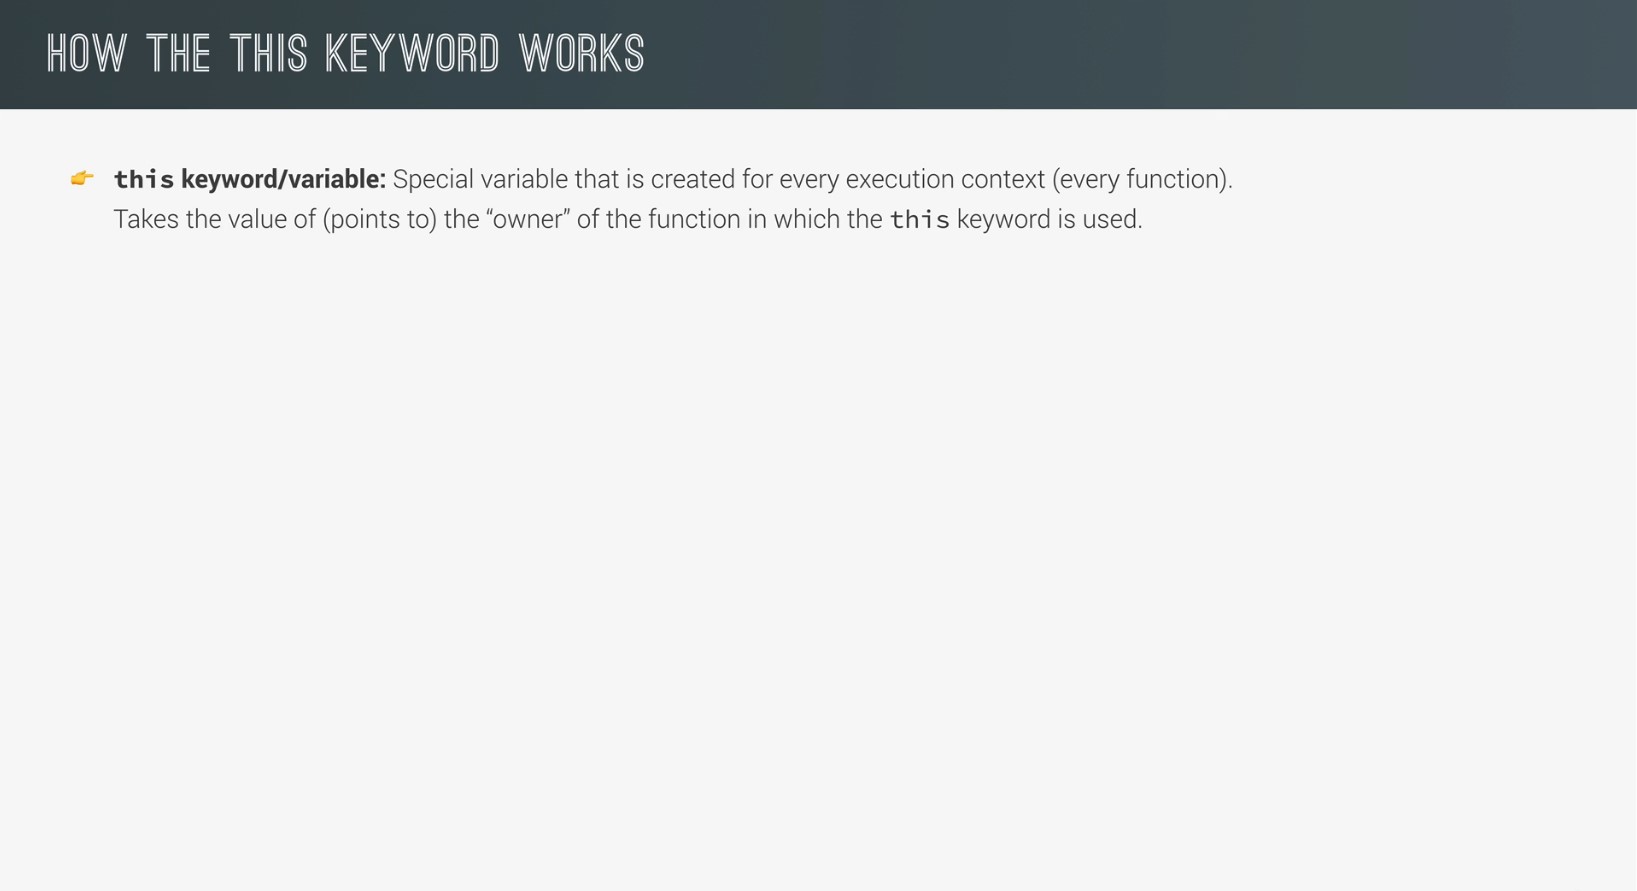 HOW THE THIS KEYWORD WORKS
👉 this keyword/variable: Special variable that is created for every execution context (every function).
Takes the value of (points to) the “owner” of the function in which the this keyword is used.